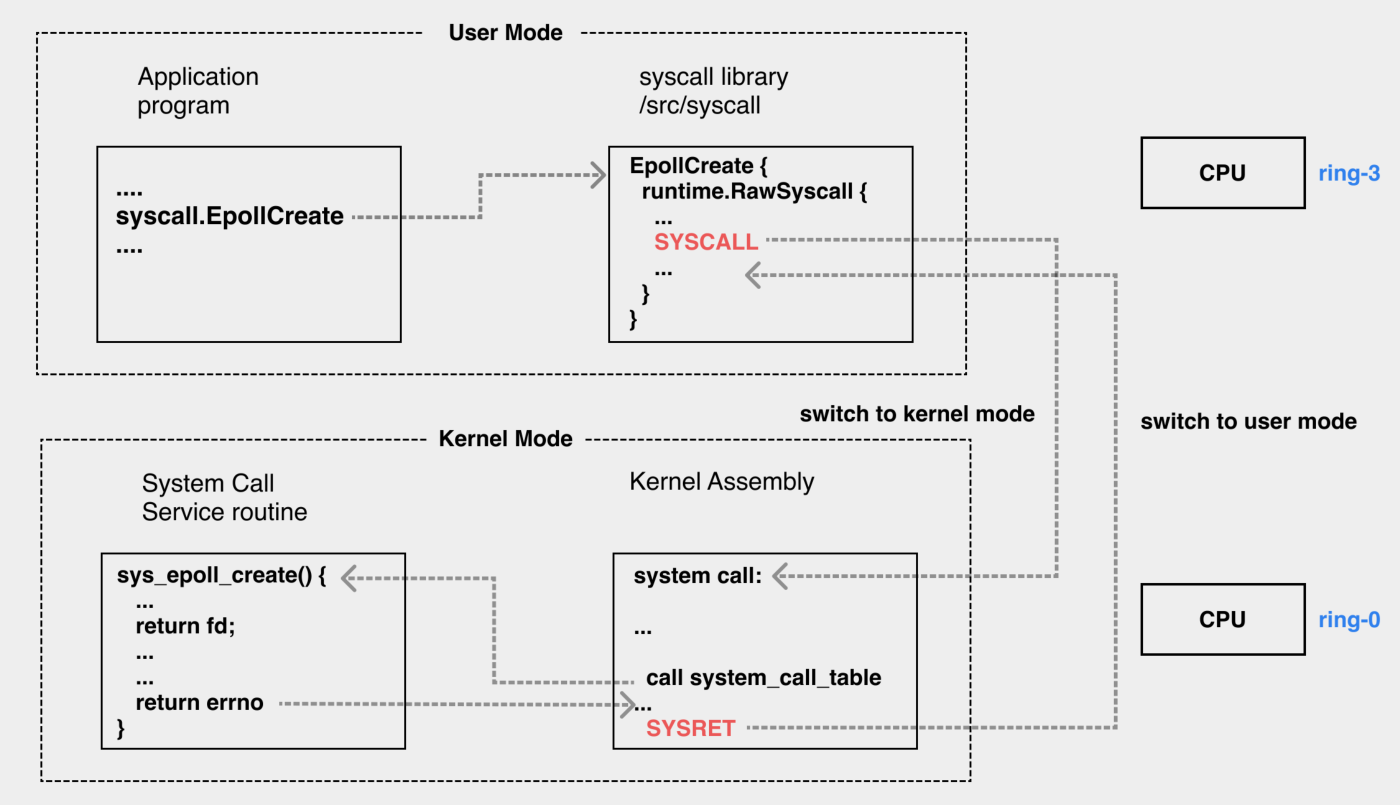 User Mode
Application
program
syscall library
/src/syscall
....
syscall.EpollCreate
....
EpollCreate {
runtime.RawSyscall {
...
SYSCALL
...
}
}
CPU
ring-3
switch to kernel mode
switch to user mode
Kernel Mode
System Call
Service routine
Kernel Assembly
sys_epoll_create() {
...
return fd;
...
...
return errno
}
system call:
...
call system_call_table
...
SYSRET
CPU
ring-0